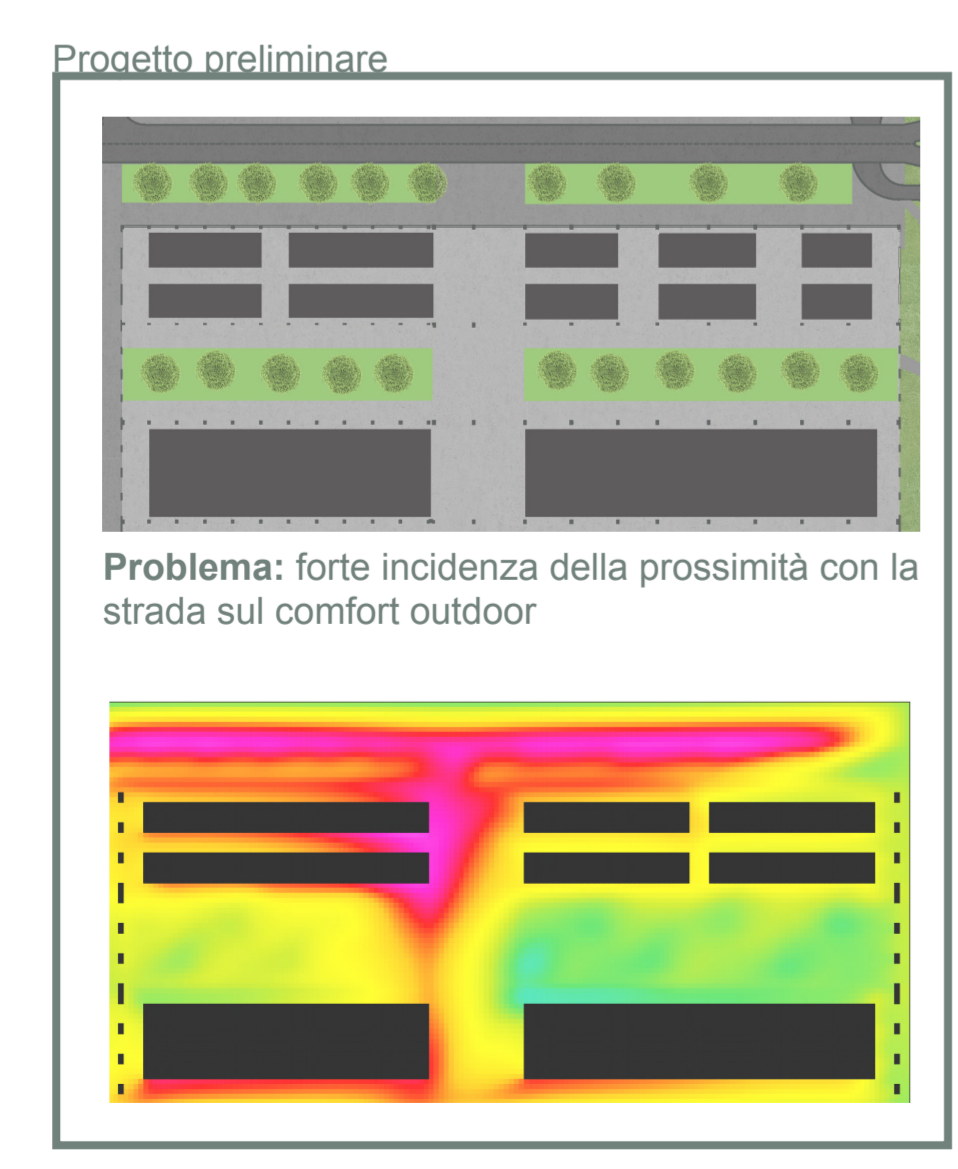 Progetto preliminare
Problema: forte incidenza della prossimità con la
strada sul comfort outdoor